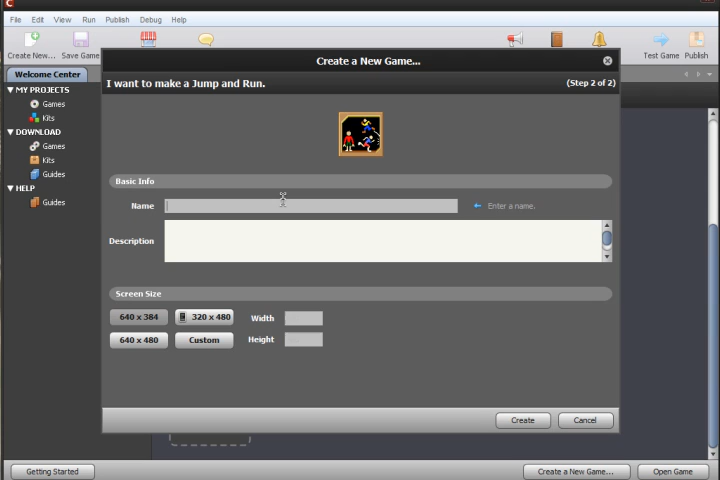 File Edit View Run Publish Debug Help
Create New... Save Game Test Game Publish
Welcome Center
Create a New Game...
I want to make a Jump and Run. (Step 2 of 2)
MY PROJECTS
Games
Kits
DOWNLOAD
Games
Kits
Guides
HELP
Guides
Basic Info
Name Enter a name.
Description
Screen Size
640 x 384 320 x 480 Width
640 x 480 Custom Height
Create Cancel
Getting Started Create a New Game... Open Game